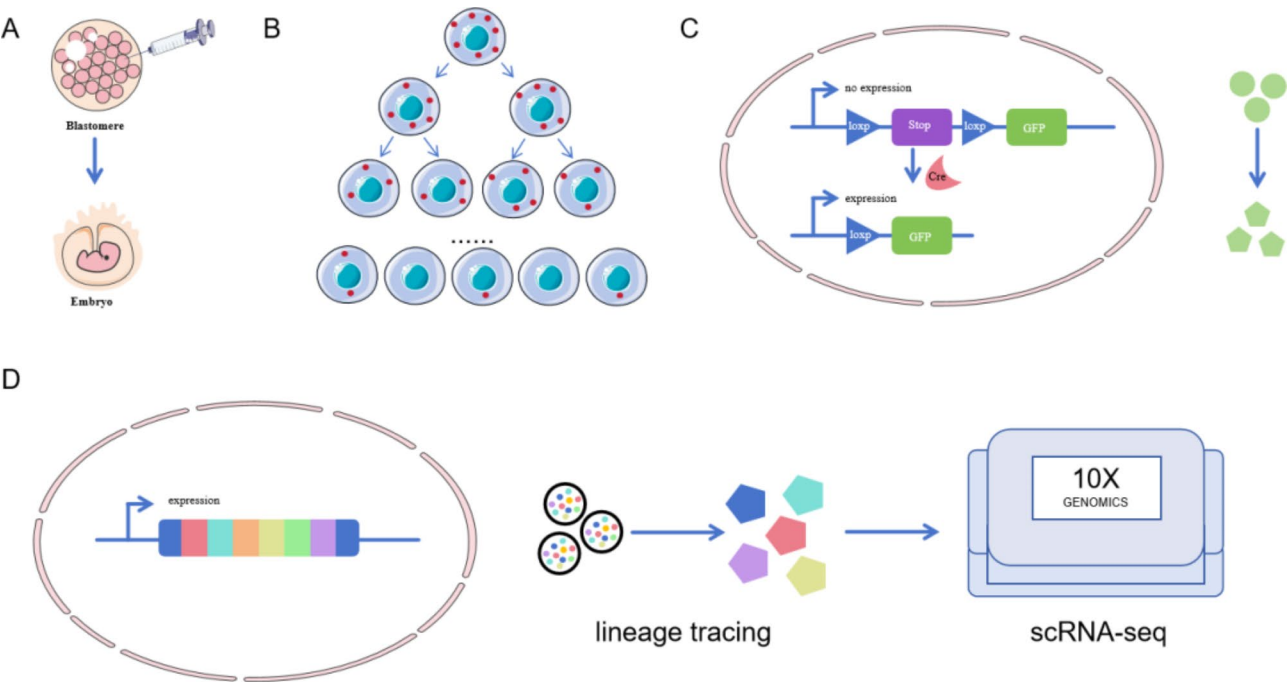 A
Blastomere
Embryo
B
......
C
no expression
loxp
Stop
loxp
GFP
Cre
expression
loxp
GFP
D
expression
lineage tracing
10X
GENOMICS
scRNA-seq